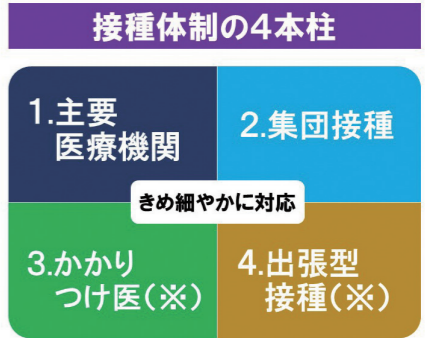 接種体制の4本柱
1.主要
医療機関
2.集団接種
きめ細やかに対応
3.かかり
つけ医(※)
4.出張型
接種(※)